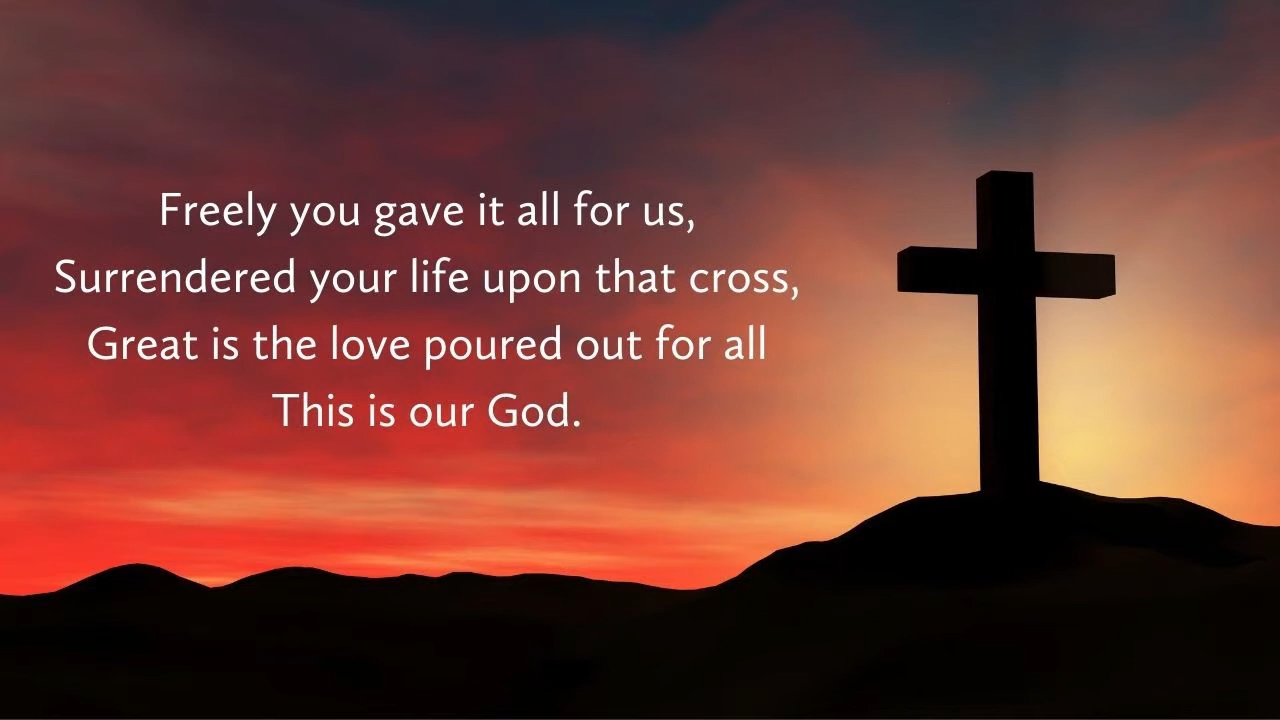 Freely you gave it all for us,
Surrendered your life upon that cross,
Great is the love poured out for all
This is our God.